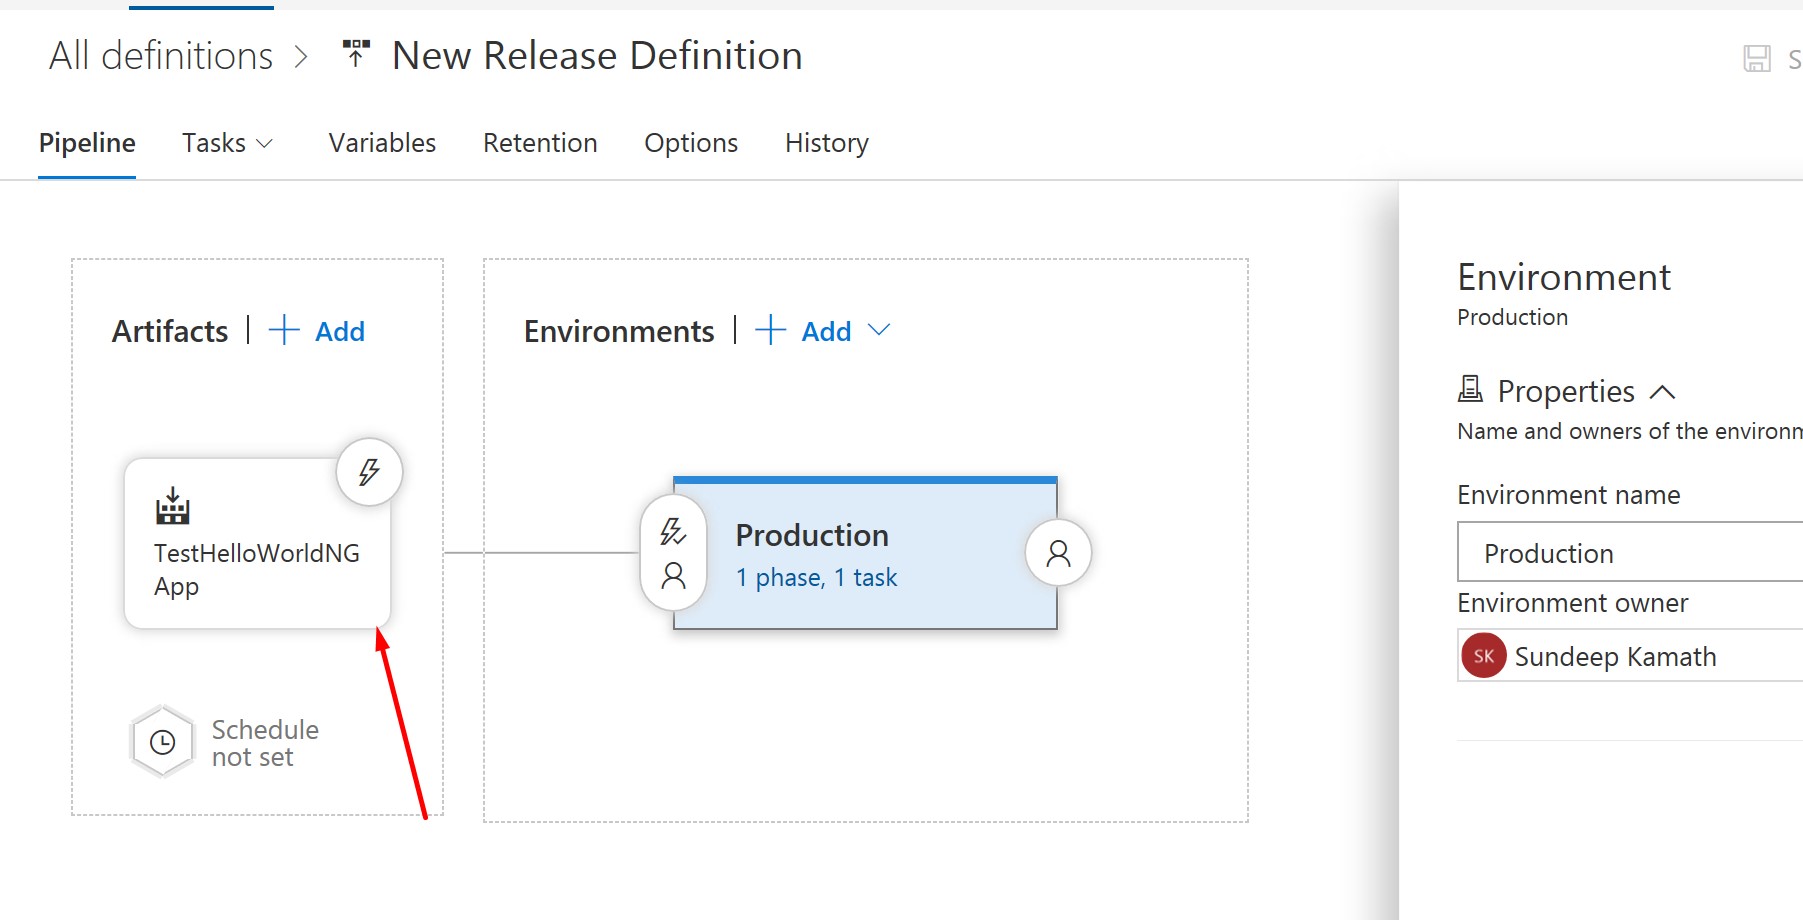 All definitions > New Release Definition
S
Pipeline Tasks Variables Retention Options History
Artifacts | + Add
Environments | + Add
TestHelloWorldNG
App
Schedule
not set
Production
1 phase, 1 task
Environment
Production
Properties
Name and owners of the environm
Environment name
Production
Environment owner
SK Sundeep Kamath